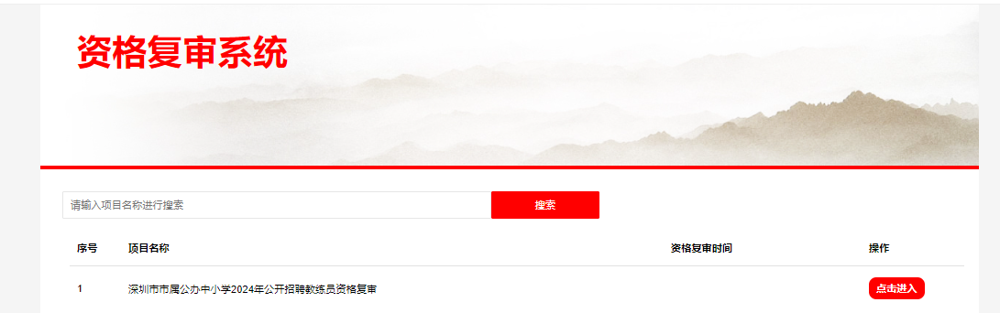 资格复审系统
请输入项目名称进行搜索 搜索
序号 项目名称 资格复审时间 操作
1 深圳市市属公办中小学2024年公开招聘教练员资格复审 点击进入